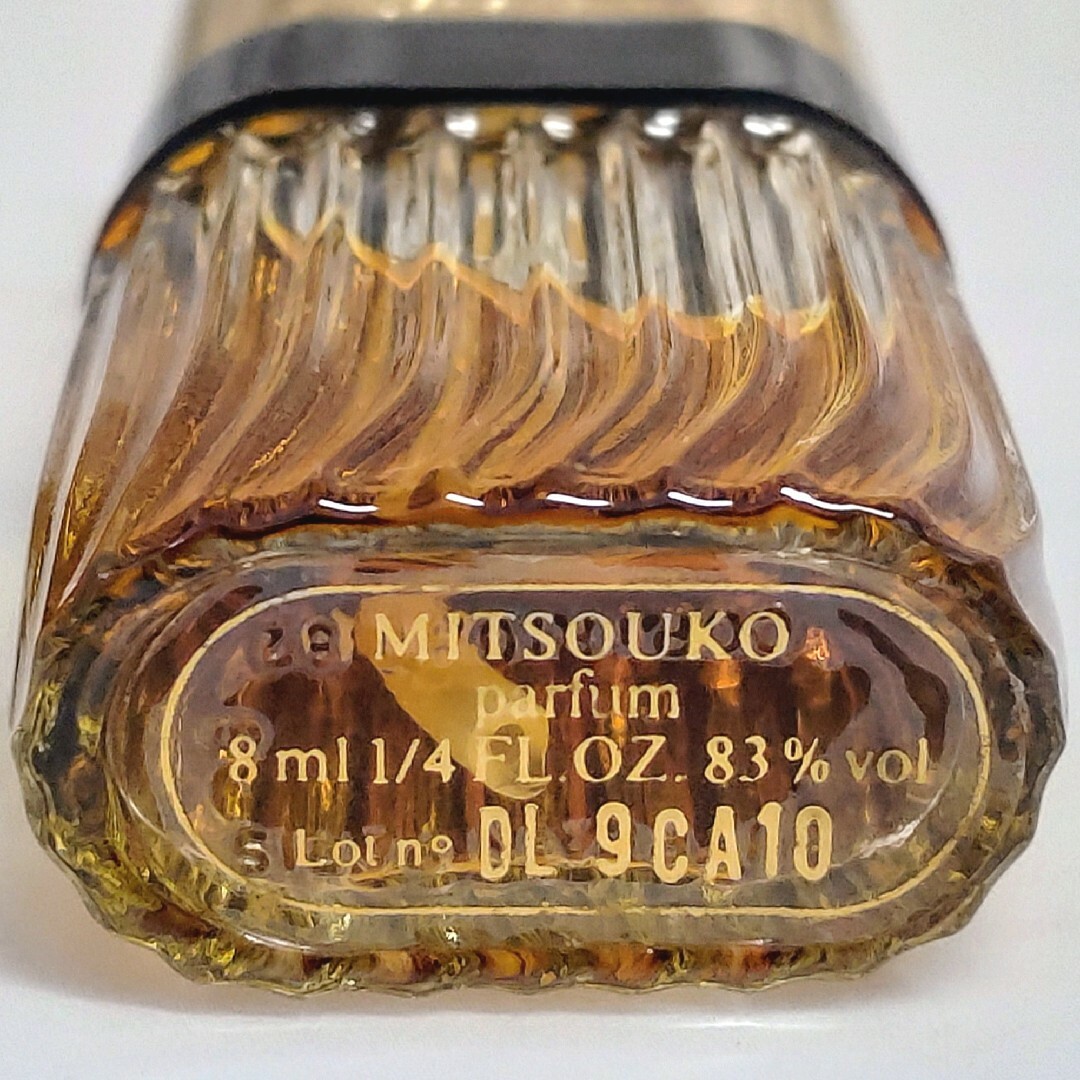 MITSOUKO
parfum
8 ml 1/4 FL.OZ. 83 % vol
Lot nº DL 9CA10